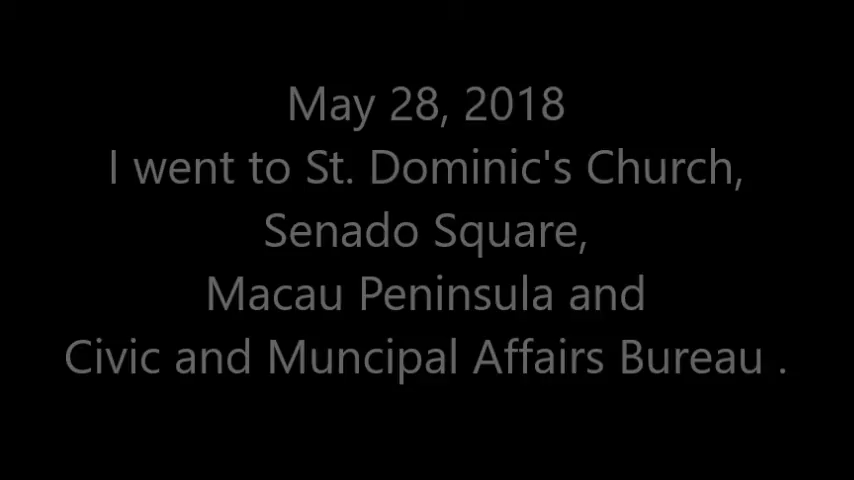 May 28, 2018
I went to St. Dominic's Church,
Senado Square,
Macau Peninsula and
Civic and Muncipal Affairs Bureau .